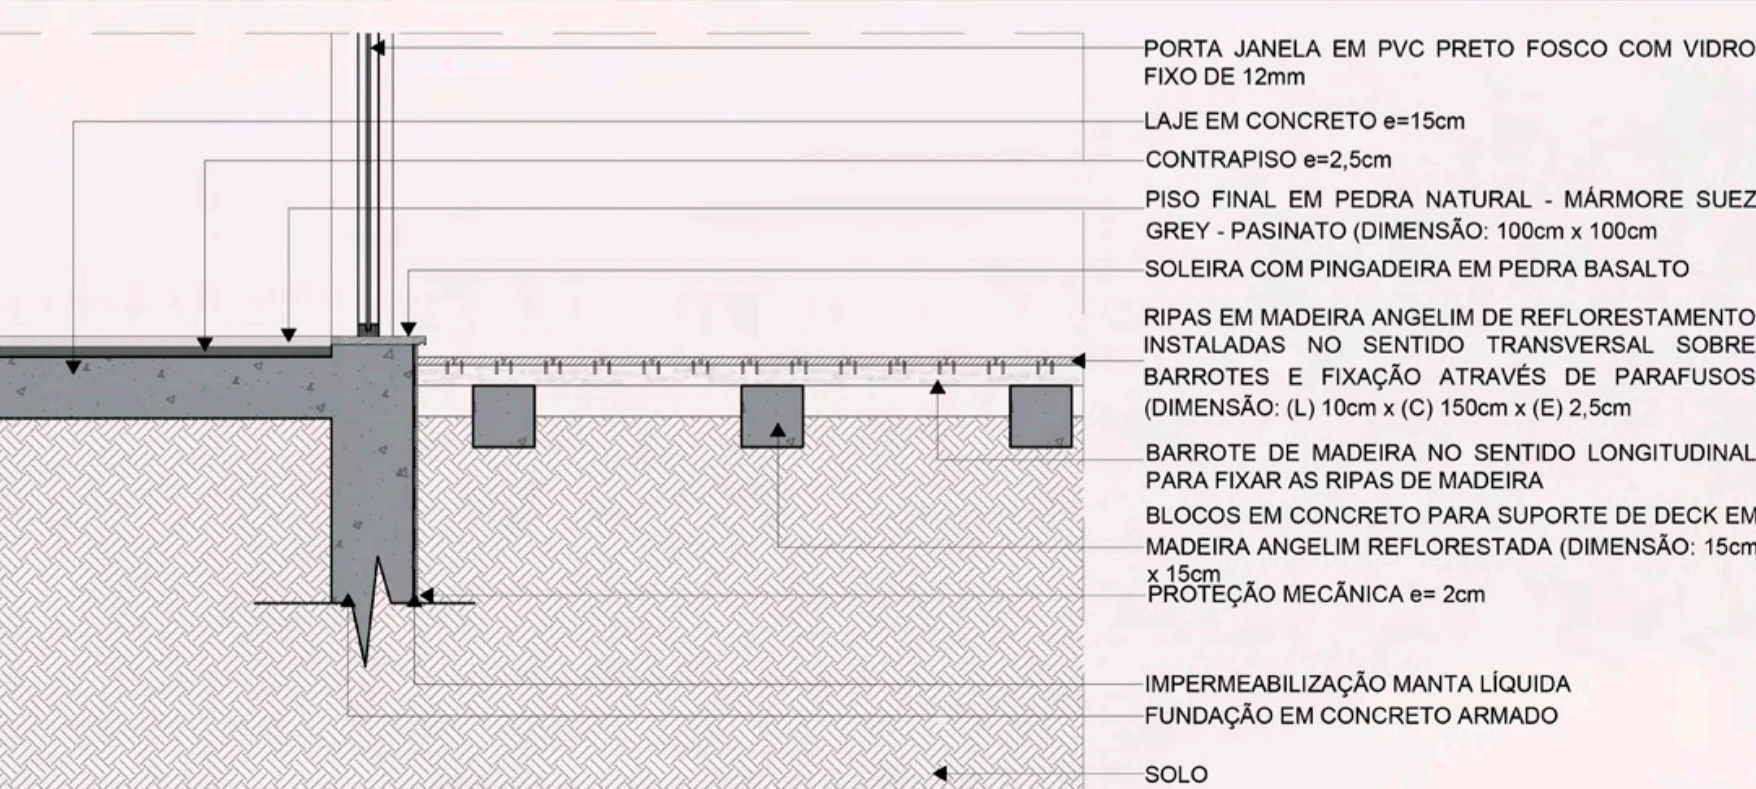 PORTA JANELA EM PVC PRETO FOSCO COM VIDRO
FIXO DE 12mm
LAJE EM CONCRETO e=15cm
CONTRAPISO e=2,5cm
PISO FINAL EM PEDRA NATURAL - MÁRMORE SUEZ
GREY - PASINATO (DIMENSÃO: 100cm x 100cm
SOLEIRA COM PINGADEIRA EM PEDRA BASALTO
RIPAS EM MADEIRA ANGELIM DE REFLORESTAMENTO
INSTALADAS NO SENTIDO TRANSVERSAL SOBRE
BARROTES E FIXAÇÃO ATRAVÉS DE PARAFUSOS
(DIMENSÃO: (L) 10cm x (C) 150cm x (E) 2,5cm
BARROTE DE MADEIRA NO SENTIDO LONGITUDINAL
PARA FIXAR AS RIPAS DE MADEIRA
BLOCOS EM CONCRETO PARA SUPORTE DE DECK EM
MADEIRA ANGELIM REFLORESTADA (DIMENSÃO: 15cm
x 15cm
PROTEÇÃO MECÃNICA e= 2cm
IMPERMEABILIZAÇÃO MANTA LÍQUIDA
FUNDAÇÃO EM CONCRETO ARMADO
SOLO